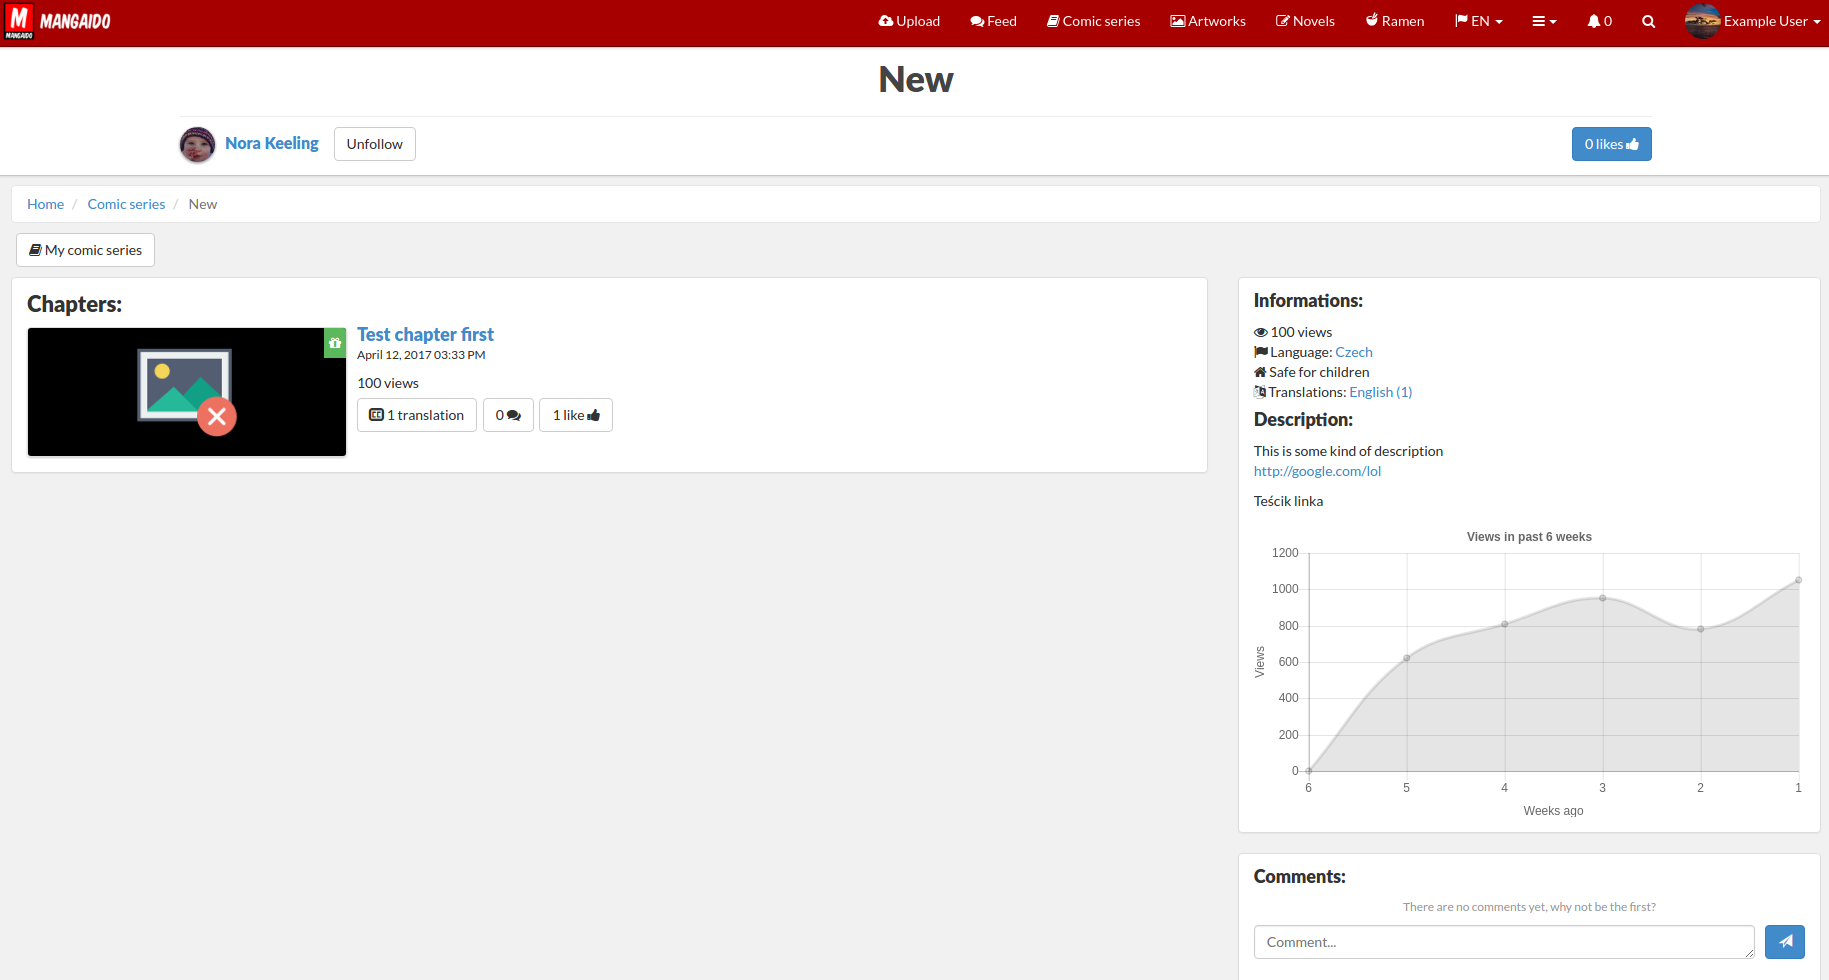 M
MANGAIDO
MANGAIDO
Upload
Feed
Comic series
Artworks
Novels
Ramen
EN
0
Example User
New
Nora Keeling
Unfollow
0 likes
Home / Comic series / New
My comic series
Chapters:
Test chapter first
April 12, 2017 03:33 PM
100 views
CC 1 translation
0
1 like
Informations:
100 views
Language: Czech
Safe for children
Translations: English (1)
Description:
This is some kind of description
http://google.com/lol
Teścik linka
Views in past 6 weeks
1200
1000
800
600
400
200
0
Views
6 5 4 3 2 1
Weeks ago
Comments:
There are no comments yet, why not be the first?
Comment...